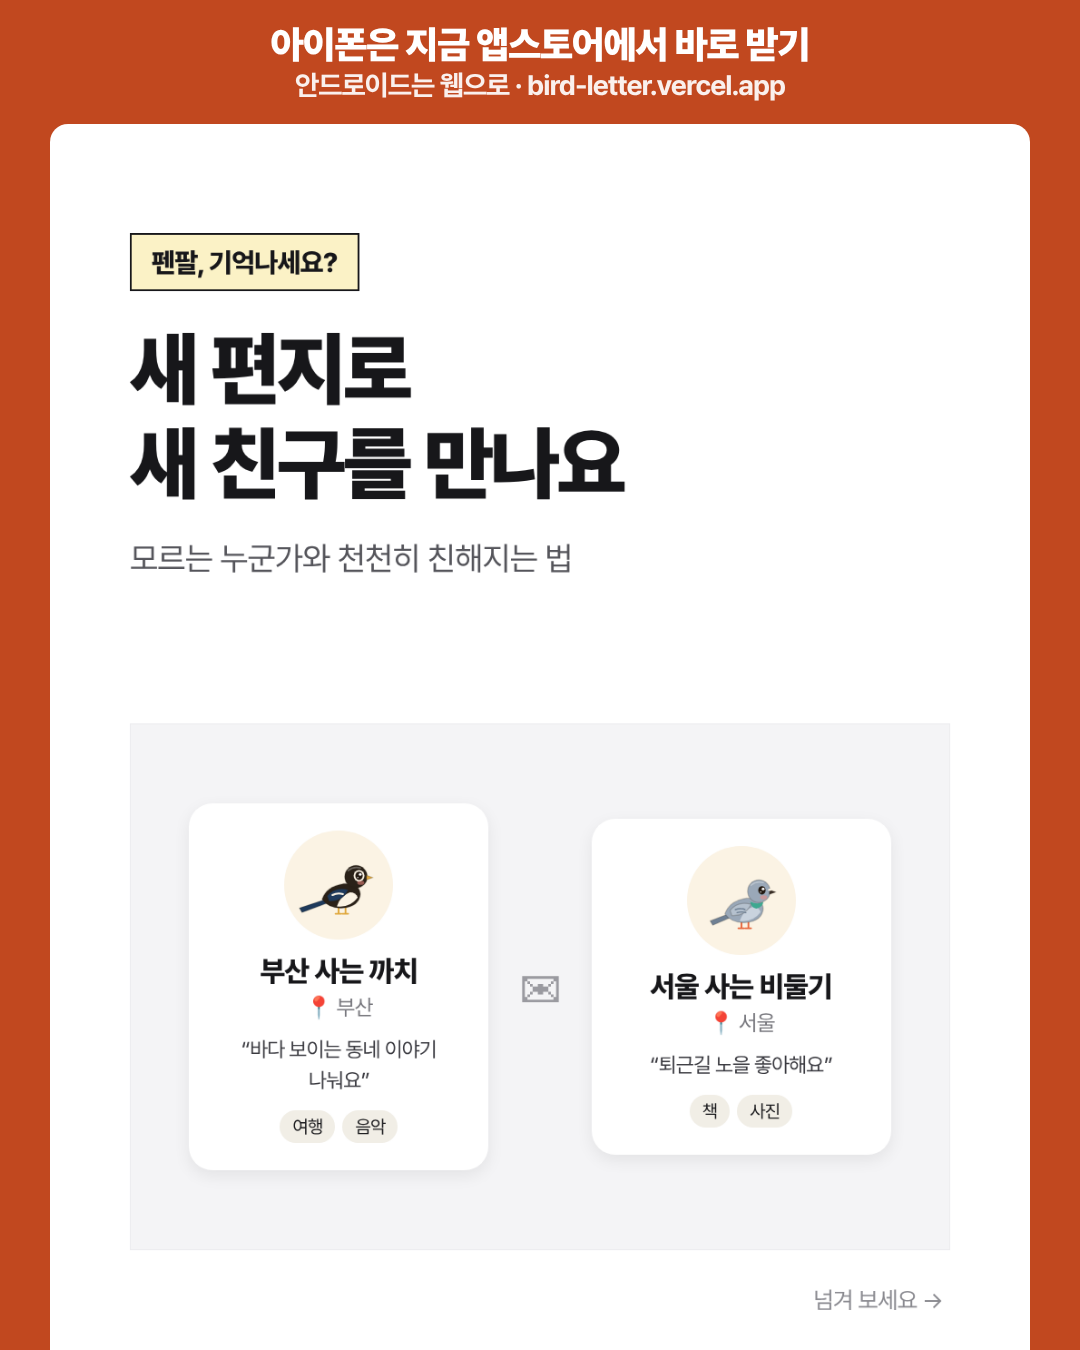 아이폰은 지금 앱스토어에서 바로 받기
안드로이드는 웹으로 · bird-letter.vercel.app
펜팔, 기억나세요?
새 편지로
새 친구를 만나요
모르는 누군가와 천천히 친해지는 법
부산 사는 까치
📍 부산
“바다 보이는 동네 이야기
나눠요”
여행 음악
서울 사는 비둘기
📍 서울
“퇴근길 노을 좋아해요”
책 사진
넘겨 보세요 →